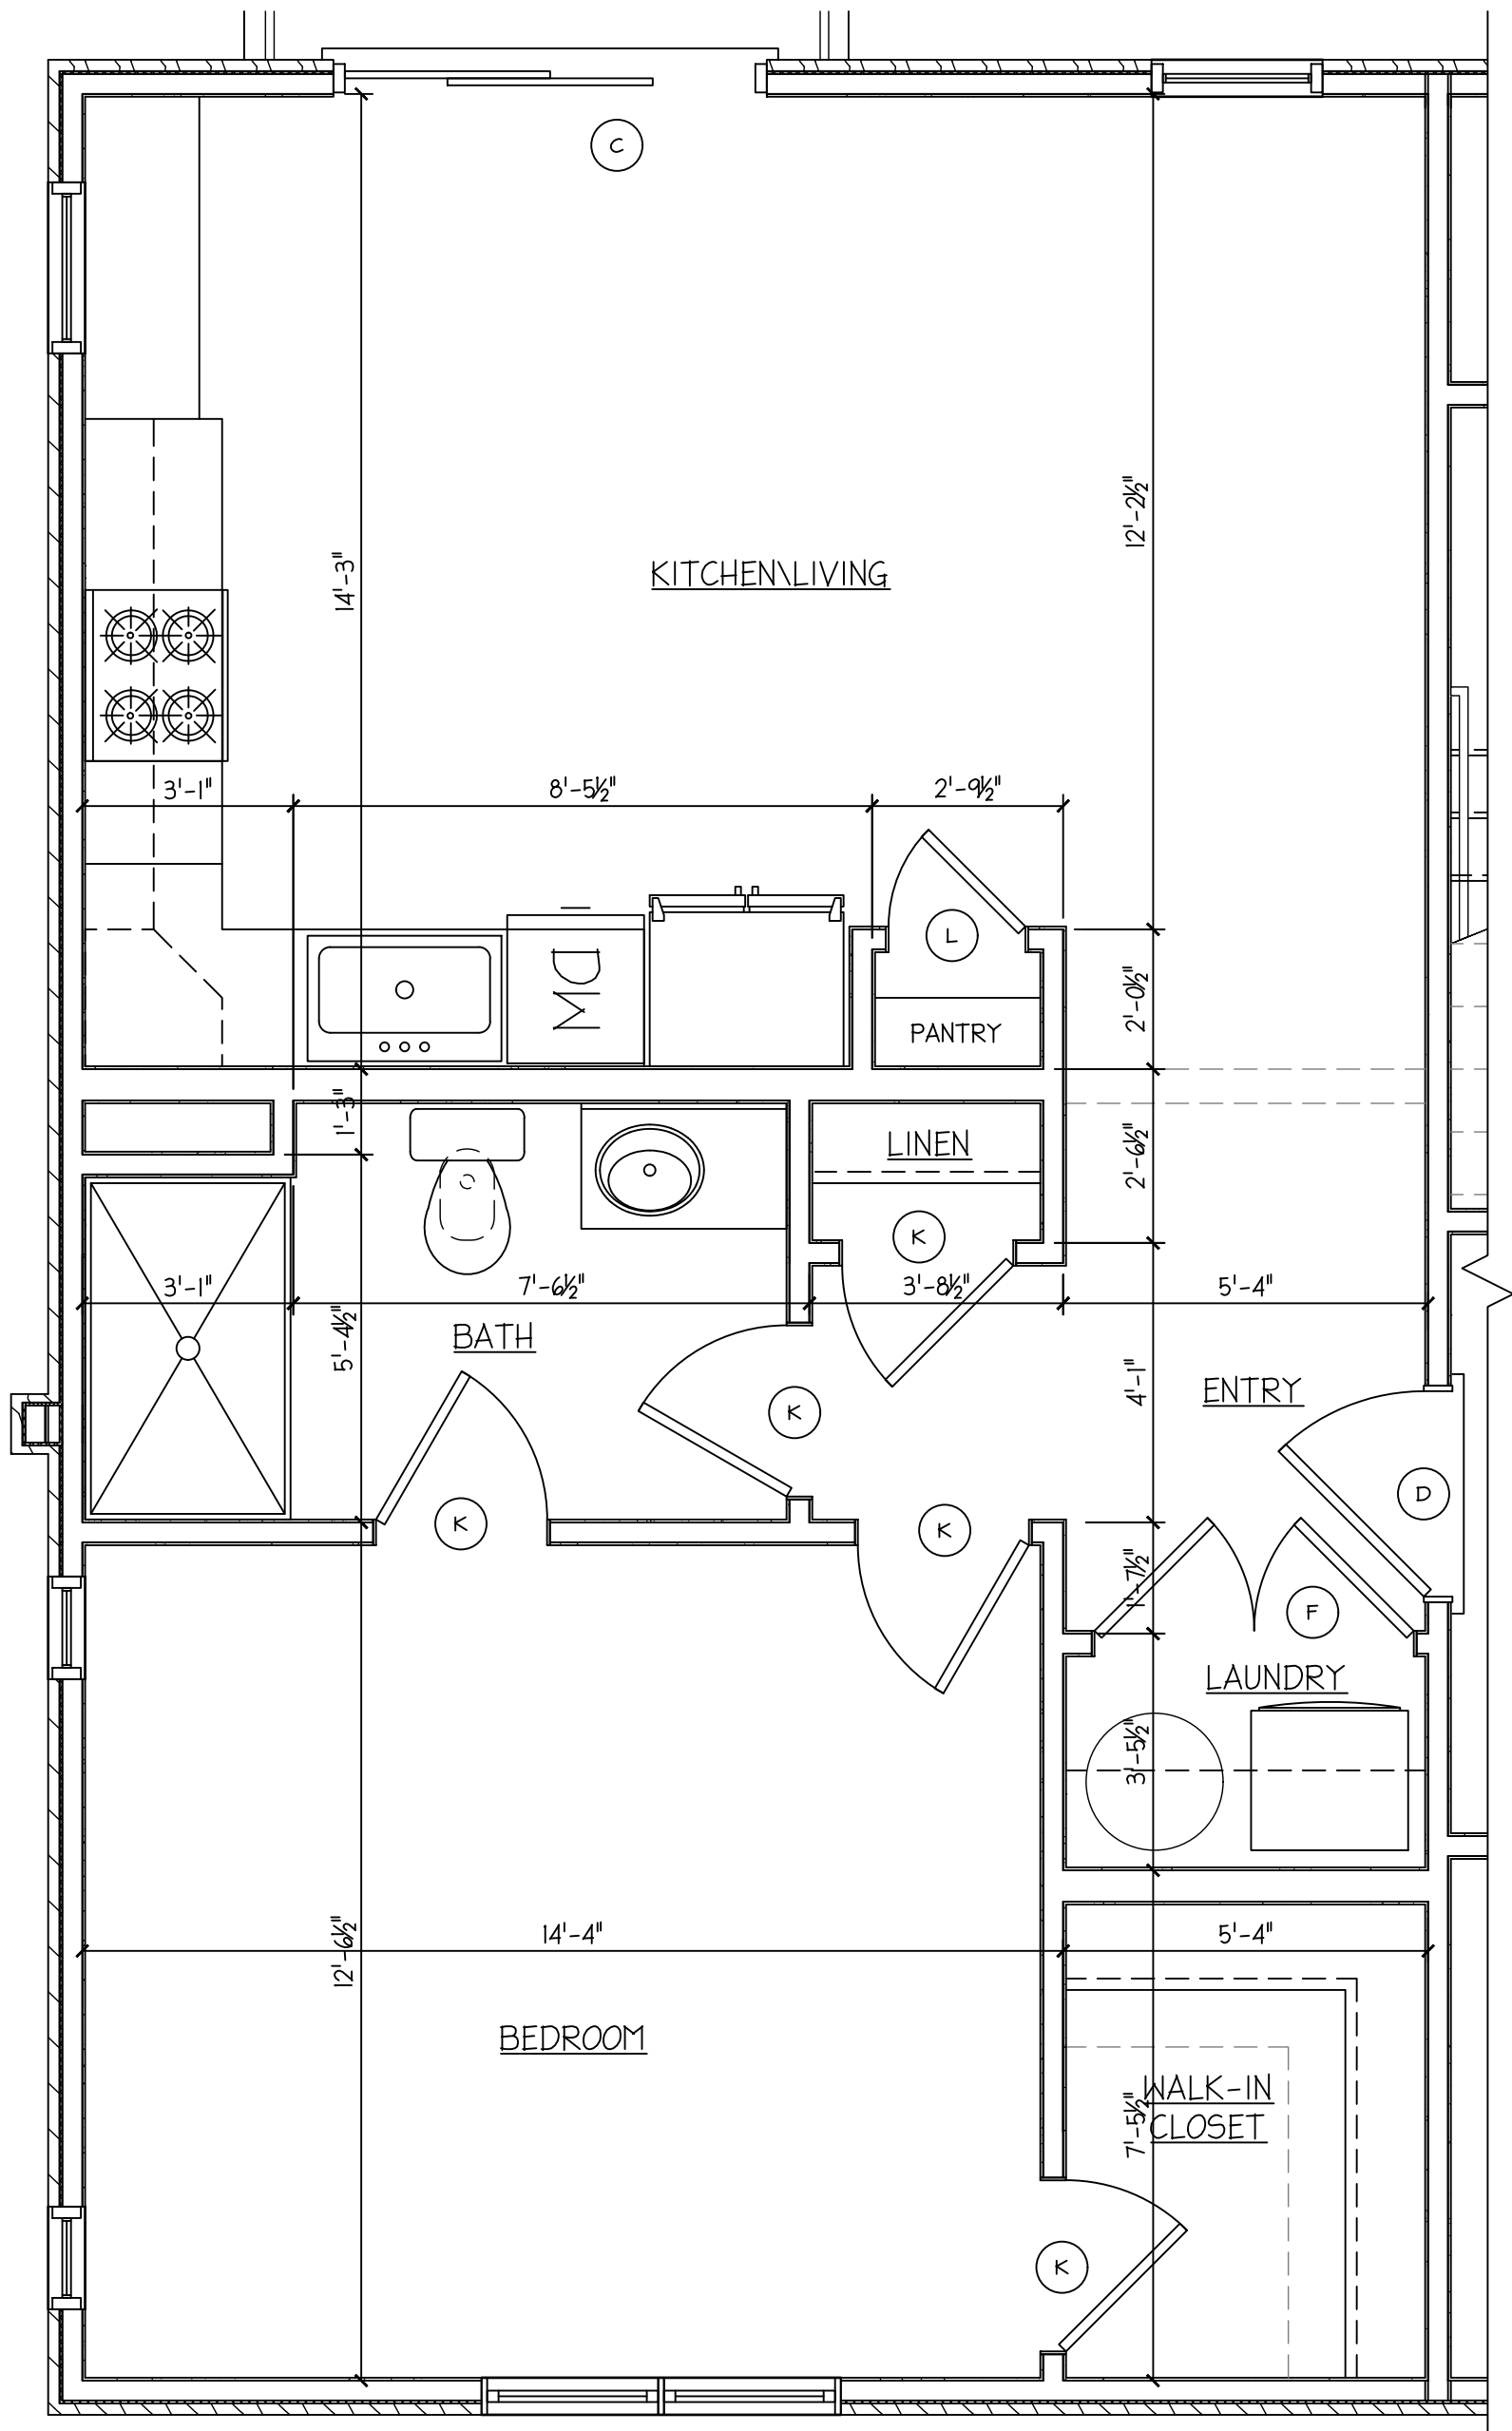 C
12'-2½"
14'-3"
KITCHEN\LIVING
3'-1"
8'-5½"
2'-9½"
L
MD
PANTRY
2'-0½"
1'-3"
LINEN
2'-6½"
K
3'-1"
7'-6½"
3'-8½"
5'-4"
5'-4½"
BATH
ENTRY
4'-1"
K
D
K
K
1'-7½"
F
LAUNDRY
3'-5½"
14'-4"
5'-4"
12'-6½"
BEDROOM
WALK-IN
CLOSET
7'-5½"
K